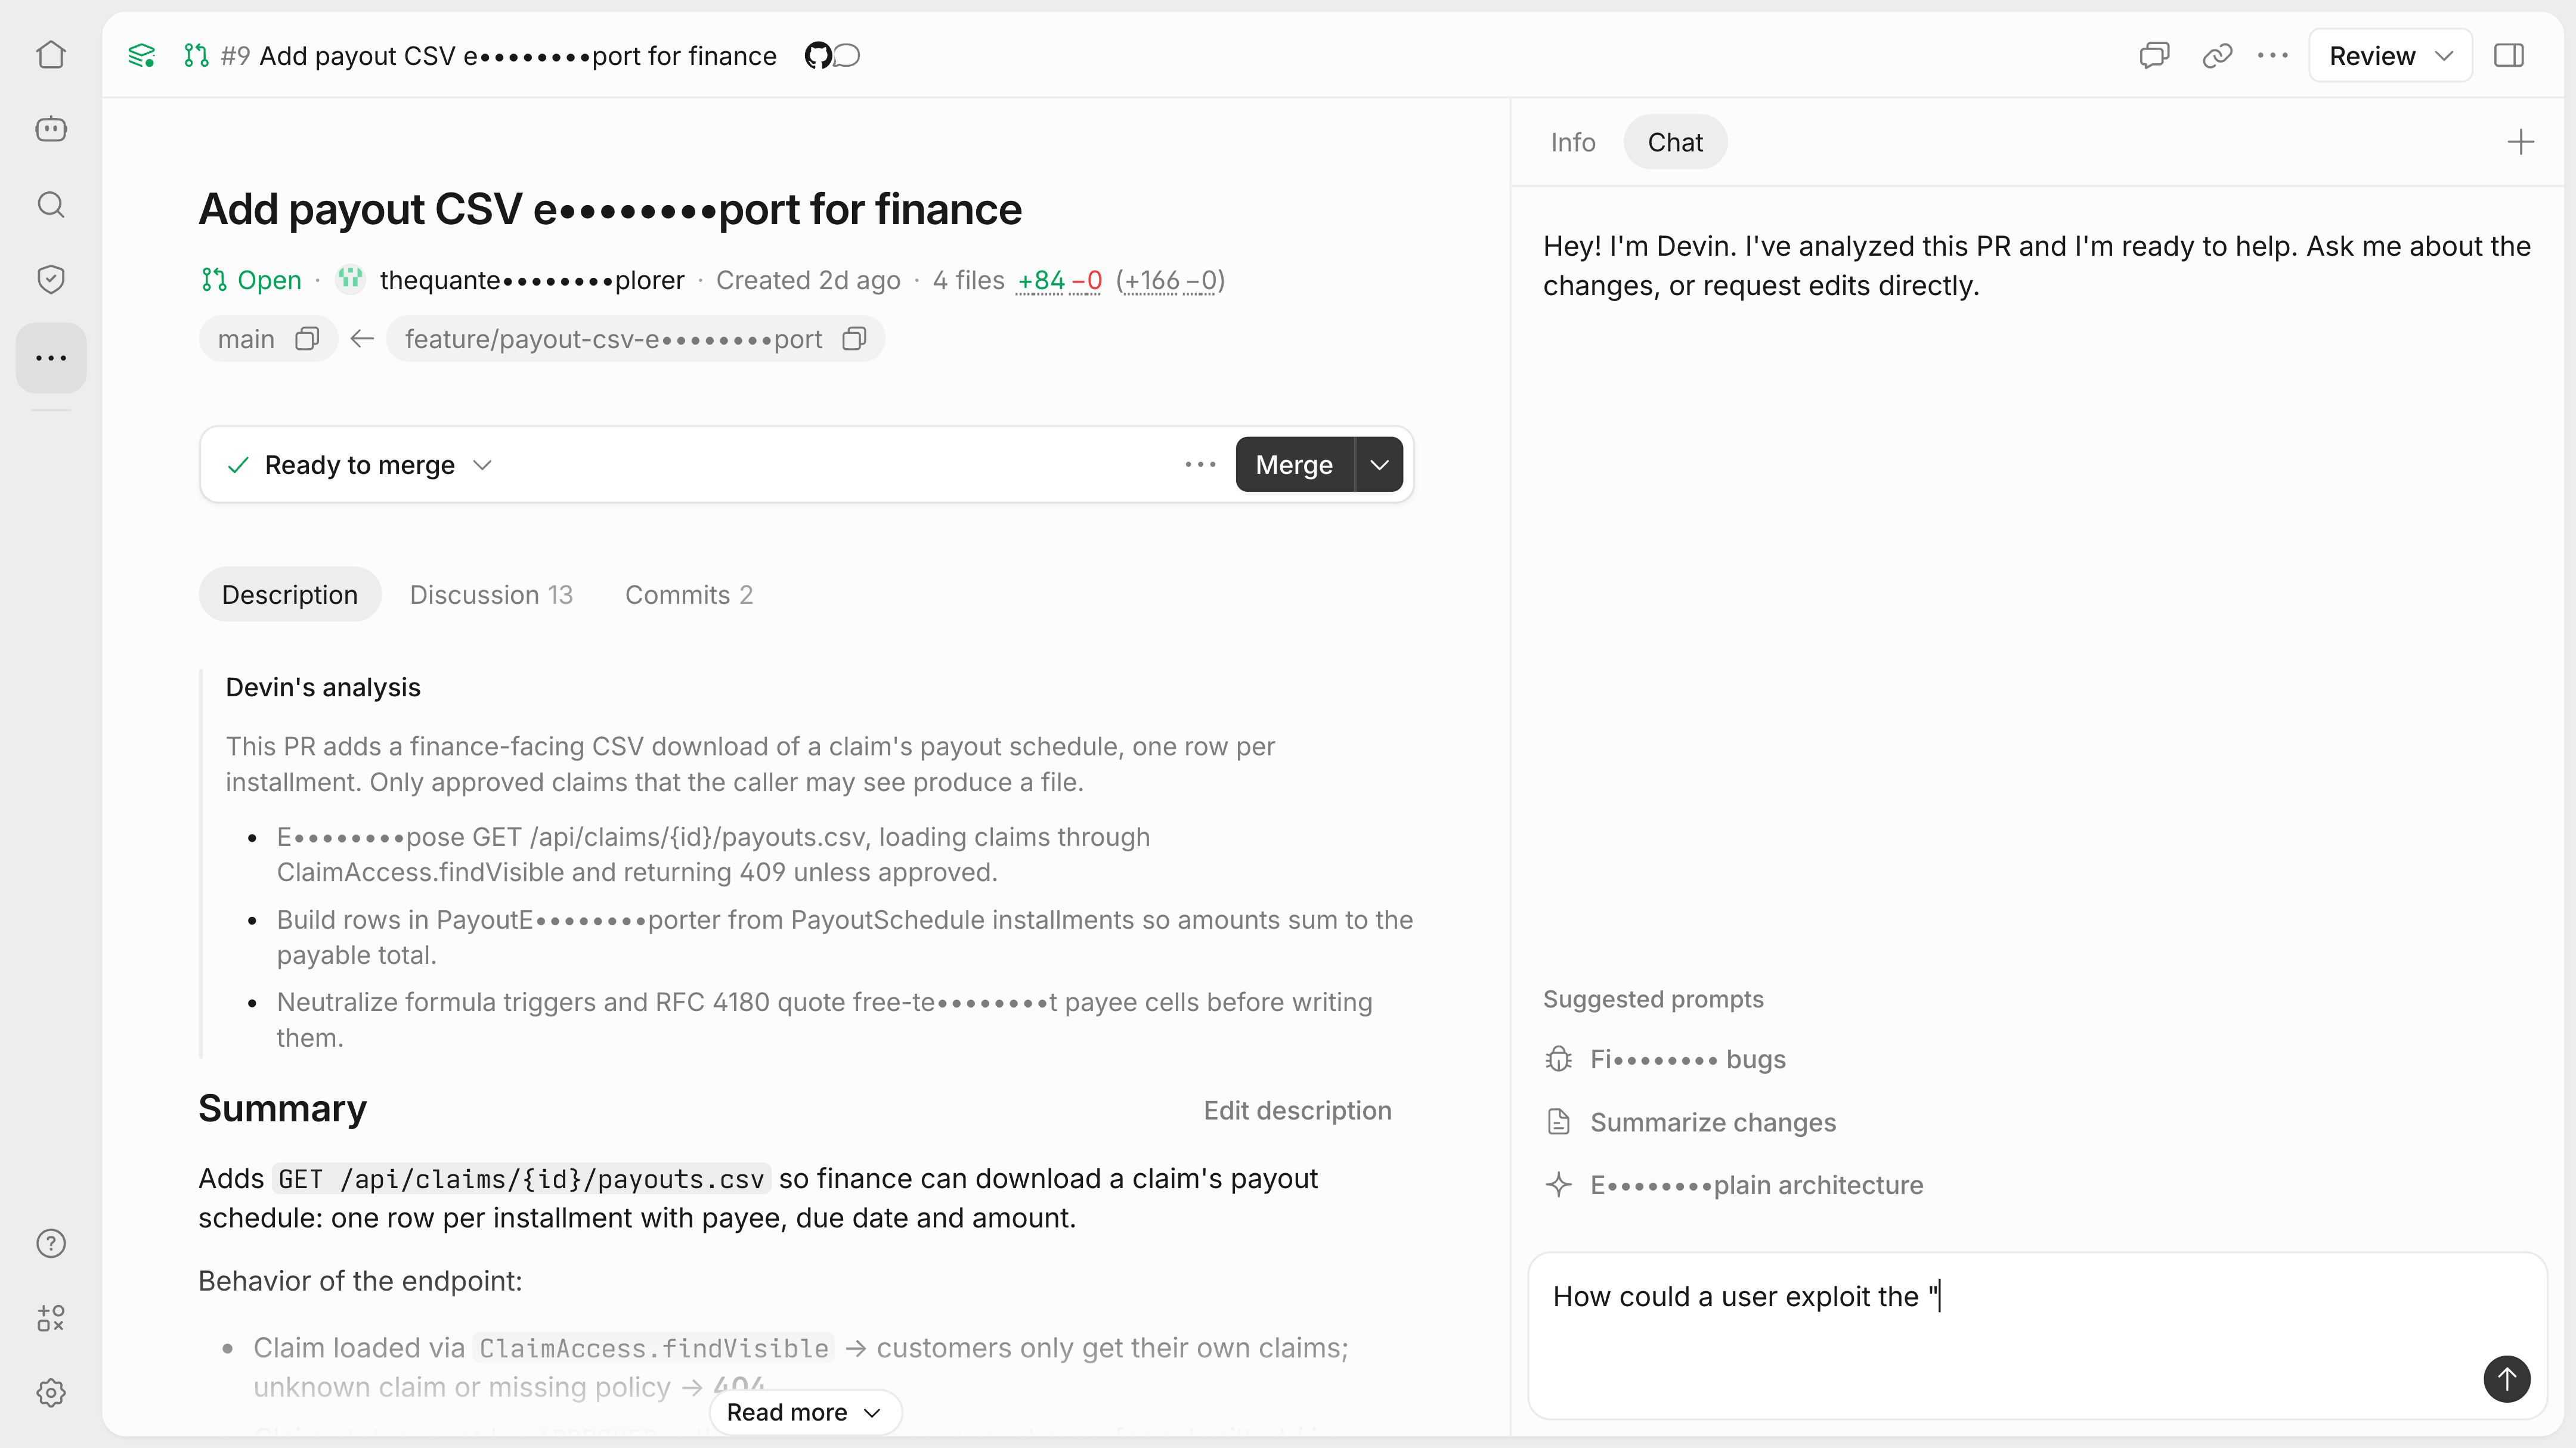 #9 Add payout CSV e••••••••port for finance
Review
Info
Chat
Add payout CSV e••••••••port for finance
Open · thequante••••••••plorer · Created 2d ago · 4 files +84 −0 (+166 −0)
main ← feature/payout-csv-e••••••••port
Ready to merge
Merge
Description
Discussion 13
Commits 2
Devin's analysis
This PR adds a finance-facing CSV download of a claim's payout schedule, one row per
installment. Only approved claims that the caller may see produce a file.
• E••••••••pose GET /api/claims/{id}/payouts.csv, loading claims through
ClaimAccess.findVisible and returning 409 unless approved.
• Build rows in PayoutE••••••••porter from PayoutSchedule installments so amounts sum to the
payable total.
• Neutralize formula triggers and RFC 4180 quote free-te••••••••t payee cells before writing
them.
Summary
Edit description
Adds GET /api/claims/{id}/payouts.csv so finance can download a claim's payout
schedule: one row per installment with payee, due date and amount.
Behavior of the endpoint:
• Claim loaded via ClaimAccess.findVisible → customers only get their own claims;
unknown claim or missing policy → 404
Read more
Hey! I'm Devin. I've analyzed this PR and I'm ready to help. Ask me about the
changes, or request edits directly.
Suggested prompts
Fi•••••••• bugs
Summarize changes
E••••••••plain architecture
How could a user exploit the "